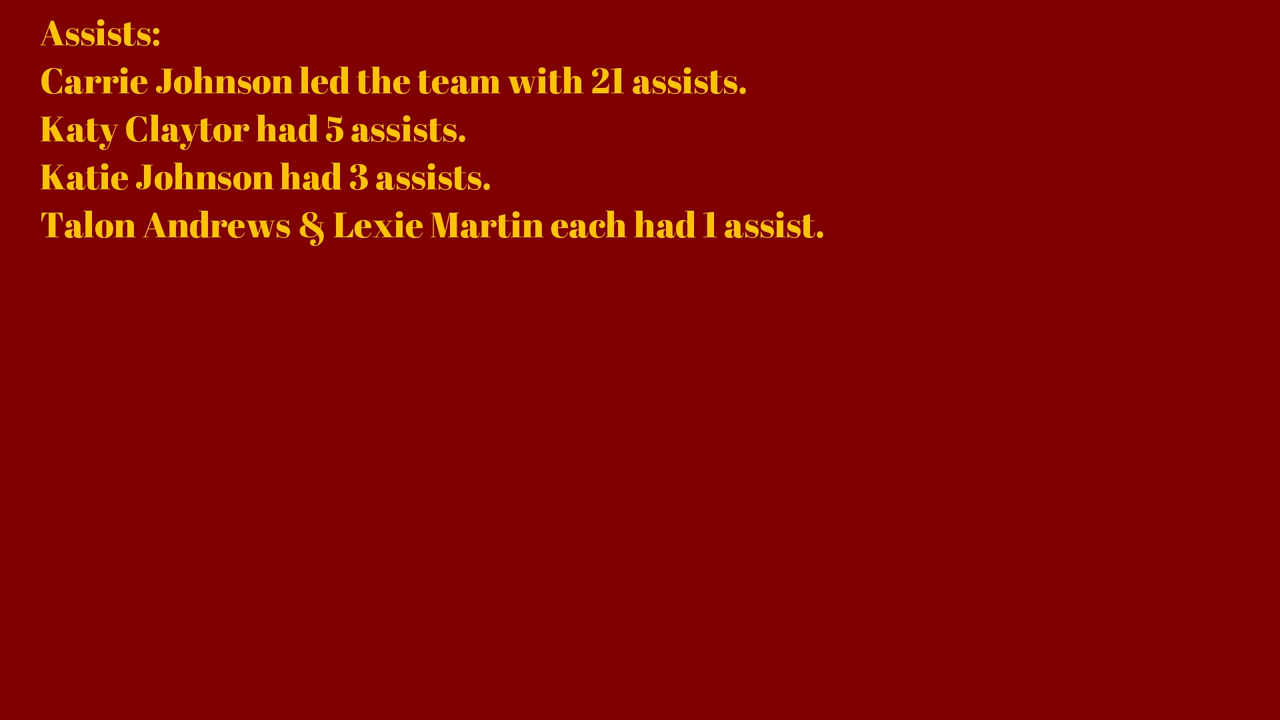 Assists:
Carrie Johnson led the team with 21 assists.
Katy Claytor had 5 assists.
Katie Johnson had 3 assists.
Talon Andrews & Lexie Martin each had 1 assist.